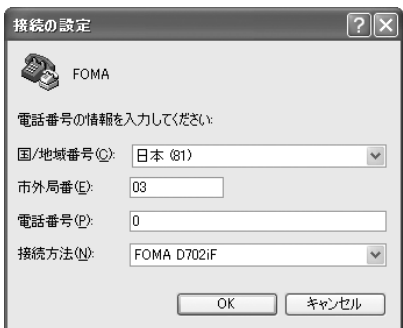 接続の設定
FOMA
電話番号の情報を入力してください:
国/地域番号(C): 日本 (81)
市外局番(E): 03
電話番号(P): 0
接続方法(N): FOMA D702iF
OK キャンセル